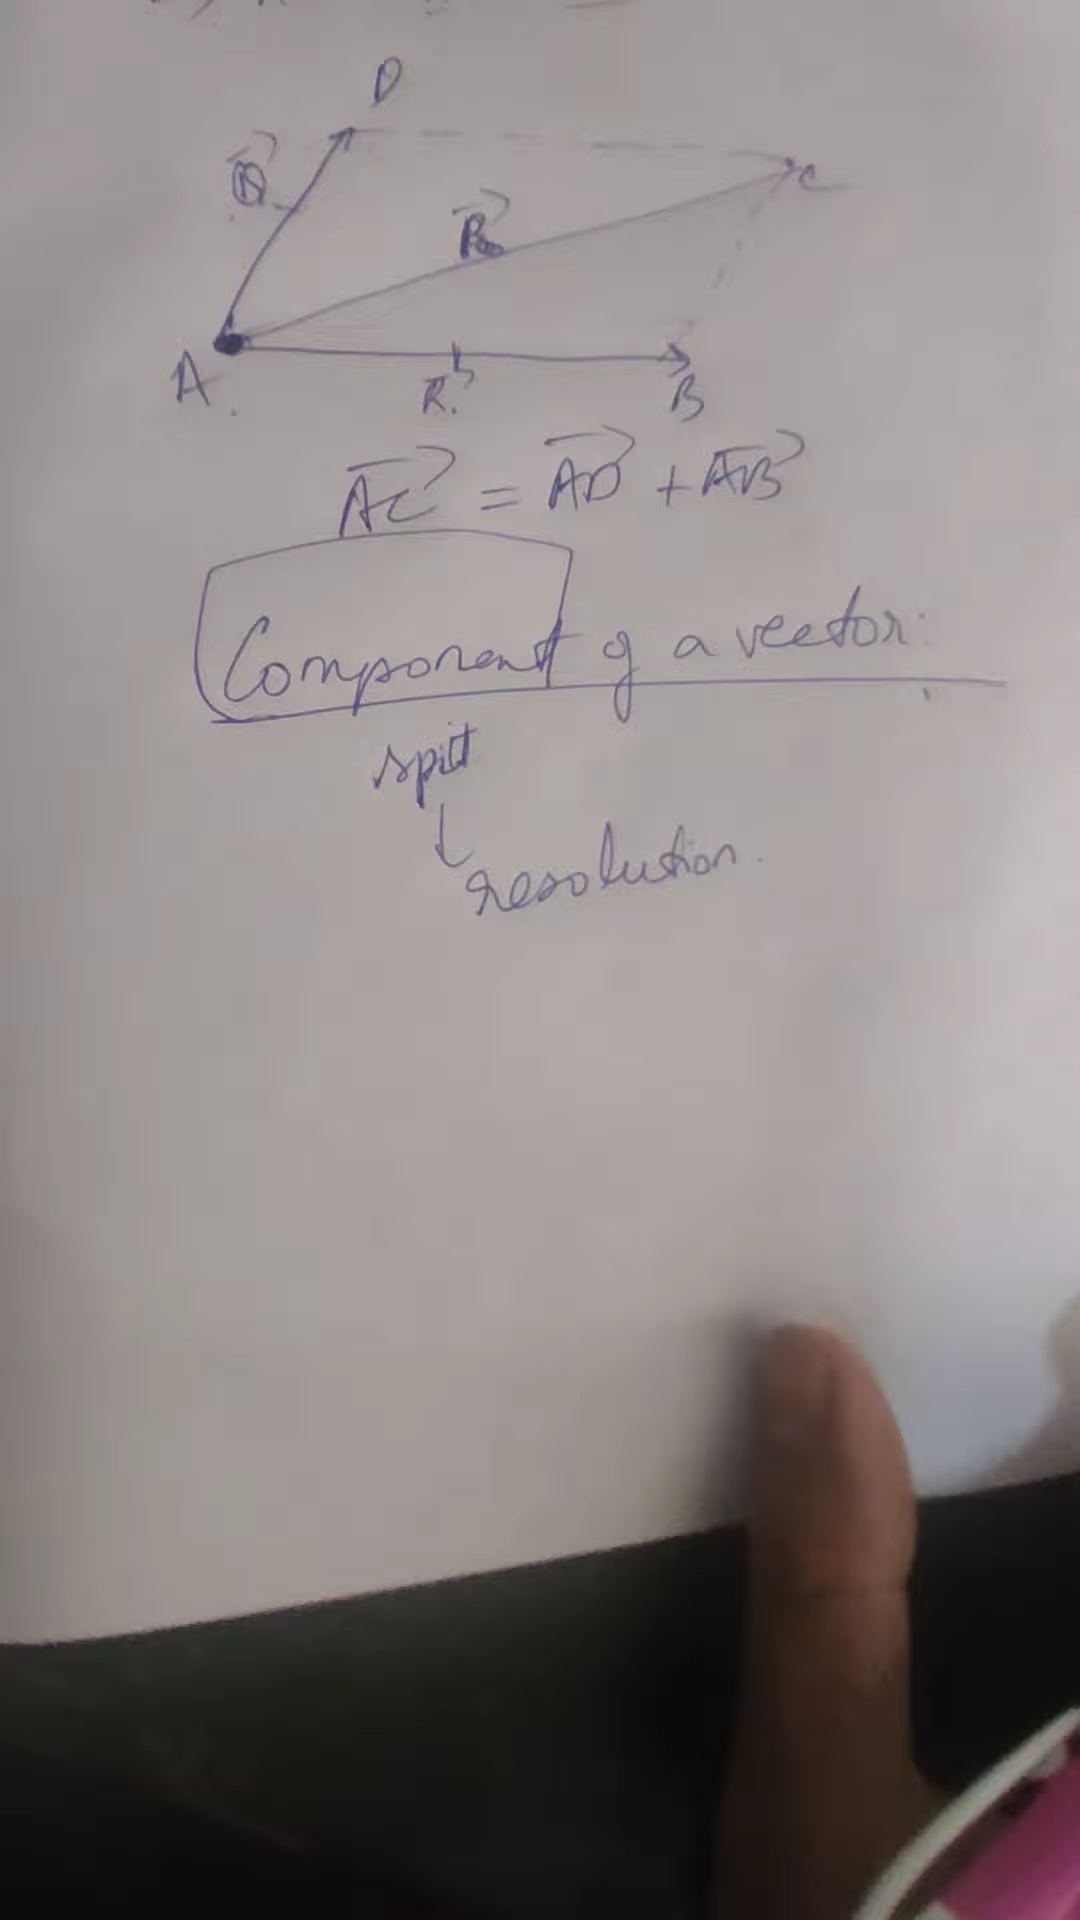 D
Q
R
C
A
R.
B
AC = AD + AB
Component of a vector:
split
↓
resolution.